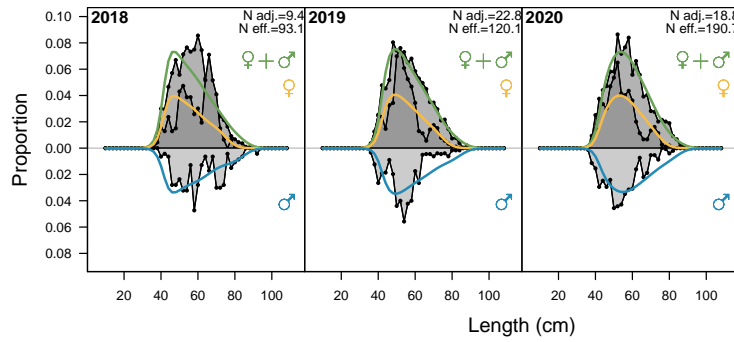 2018
N adj.=9.4
N eff.=93.1
2019
N adj.=22.8
N eff.=120.1
2020
N adj.=18.8
N eff.=190.7
♀+♂
♀
♂
♀+♂
♀
♂
♀+♂
♀
♂
Proportion
0.10
0.08
0.06
0.04
0.02
0.00
0.02
0.04
0.06
0.08
20 40 60 80 100
20 40 60 80 100
20 40 60 80 100
Length (cm)